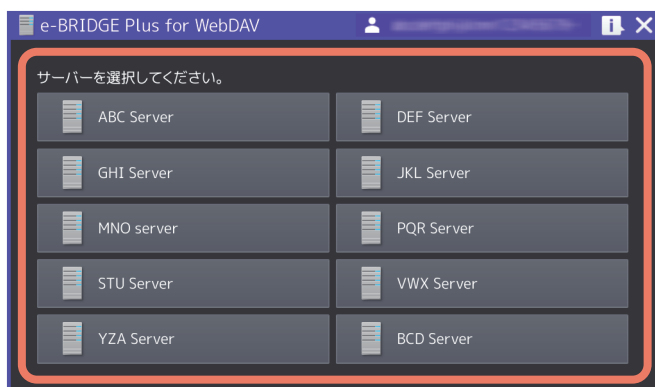 e-BRIDGE Plus for WebDAV
サーバーを選択してください。
ABC Server
DEF Server
GHI Server
JKL Server
MNO server
PQR Server
STU Server
VWX Server
YZA Server
BCD Server